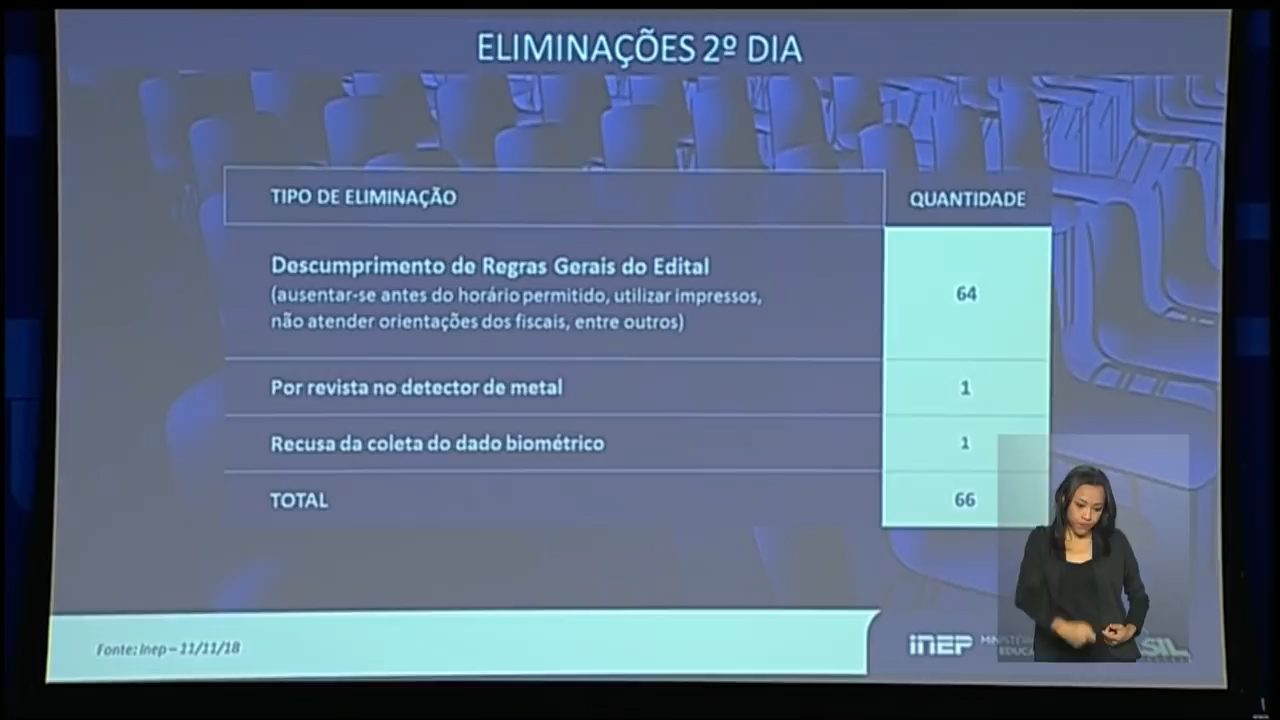 ELIMINAÇÕES 2º DIA
TIPO DE ELIMINAÇÃO
QUANTIDADE
Descumprimento de Regras Gerais do Edital
(ausentar-se antes do horário permitido, utilizar impressos,
não atender orientações dos fiscais, entre outros)
64
Por revista no detector de metal
1
Recusa da coleta do dado biométrico
1
TOTAL
66
Fonte: Inep – 11/11/18
INEP